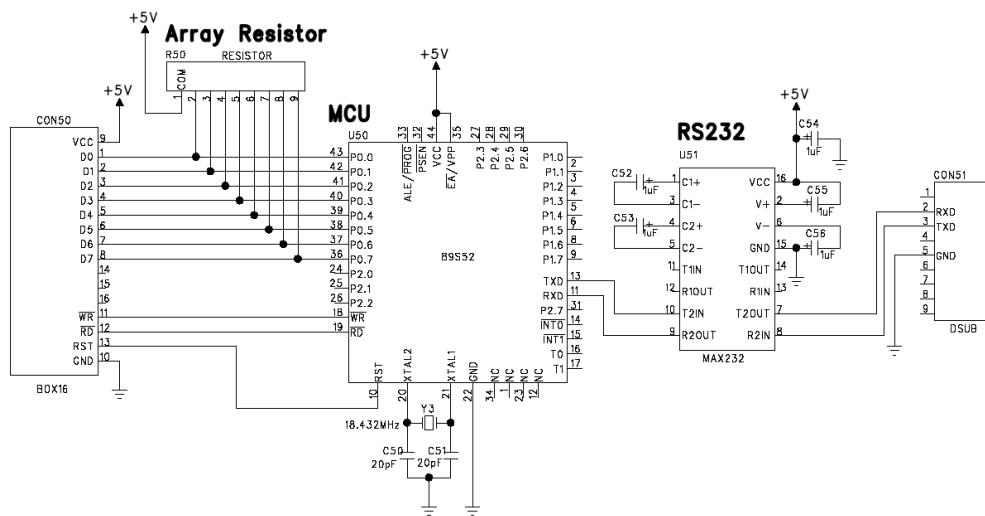 +5V
Array Resistor
R50 RESISTOR
COM
1 2 3 4 5 6 7 8 9
+5V
CON50
VCC 9
D0 1
D1 2
D2 3
D3 4
D4 5
D5 6
D6 7
D7 8
14
15
16
WR 11
RD 12
RST 13
GND 10
BOX16
+5V
MCU
U50
33 32 44 35 27 28 29 30
ALE/PROG PSEN VCC EA/VPP P2.3 P2.4 P2.5 P2.6
43 P0.0
42 P0.1
41 P0.2
40 P0.3
39 P0.4
38 P0.5
37 P0.6
36 P0.7
24 P2.0
25 P2.1
26 P2.2
18 WR
19 RD
89S52
P1.0 2
P1.1 3
P1.2 4
P1.3 5
P1.4 6
P1.5 7
P1.6 8
P1.7 9
TXD 13
RXD 11
P2.7 31
INT0 14
INT1 15
T0 16
T1 17
RST XTAL2 XTAL1 GND NC NC NC NC
10 20 21 22 34 1 23 12
Y3
18.432MHz
C50 C51
20pF 20pF
RS232
U51
C52
1uF
C53
1uF
1 C1+
3 C1-
4 C2+
5 C2-
11 T1IN
12 R1OUT
10 T2IN
9 R2OUT
VCC 16
V+ 2
V- 6
GND 15
T1OUT 14
R1IN 13
T2OUT 7
R2IN 8
MAX232
+5V
C54
1uF
C55
1uF
C56
1uF
CON51
1
2 RXD
3 TXD
4
5 GND
6
7
8
9
DSUB